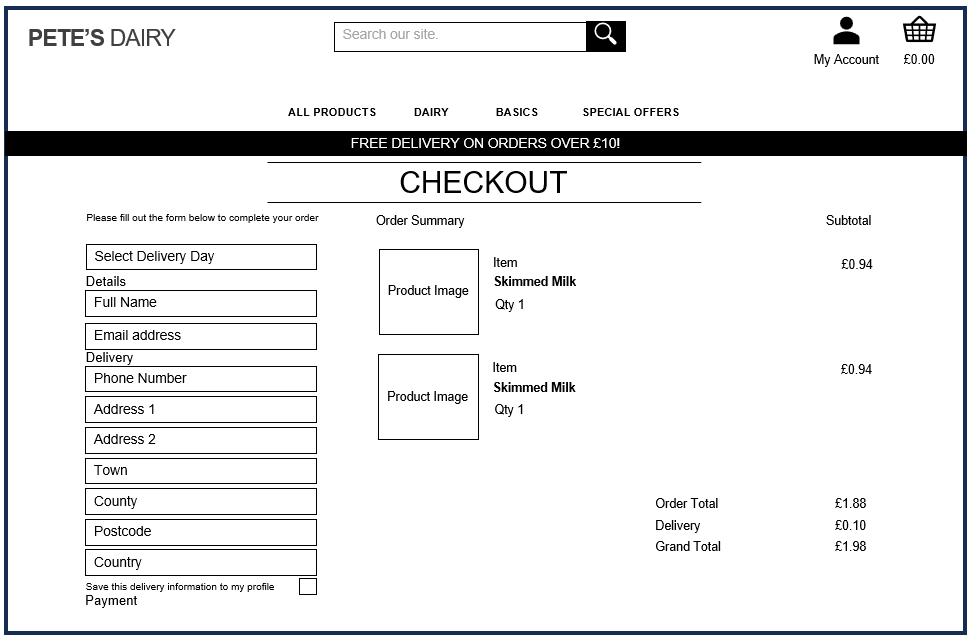 PETE'S DAIRY
Search our site.
My Account
£0.00
ALL PRODUCTS DAIRY BASICS SPECIAL OFFERS
FREE DELIVERY ON ORDERS OVER £10!
CHECKOUT
Please fill out the form below to complete your order
Select Delivery Day
Details
Full Name
Email address
Delivery
Phone Number
Address 1
Address 2
Town
County
Postcode
Country
Save this delivery information to my profile
Payment
Order Summary
Subtotal
Product Image
Item
Skimmed Milk
Qty 1
£0.94
Product Image
Item
Skimmed Milk
Qty 1
£0.94
Order Total £1.88
Delivery £0.10
Grand Total £1.98